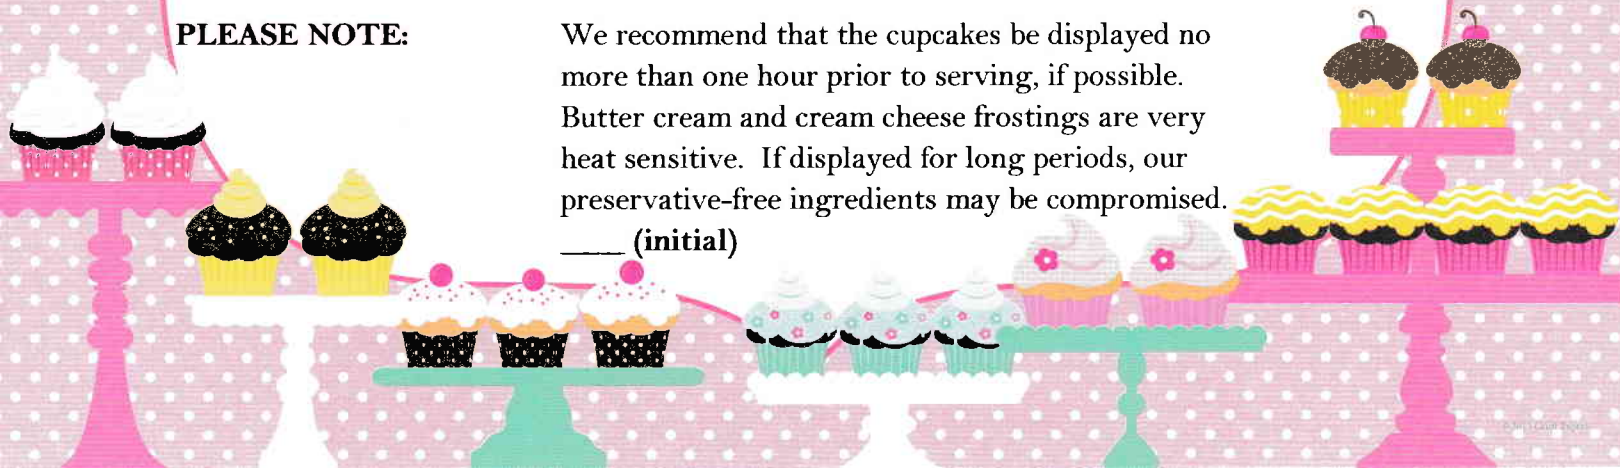 PLEASE NOTE: We recommend that the cupcakes be displayed no
more than one hour prior to serving, if possible.
Butter cream and cream cheese frostings are very
heat sensitive. If displayed for long periods, our
preservative-free ingredients may be compromised.
____ (initial)